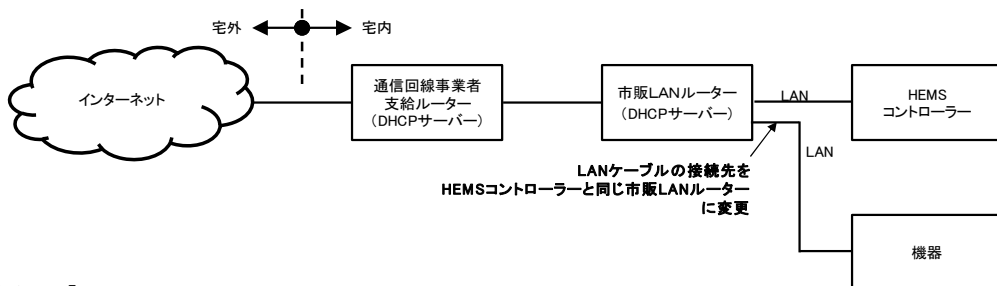 宅外
宅内
インターネット
通信回線事業者
支給ルーター
(DHCPサーバー)
市販LANルーター
(DHCPサーバー)
LAN
HEMS
コントローラー
LAN
LANケーブルの接続先を
HEMSコントローラーと同じ市販LANルーター
に変更
機器